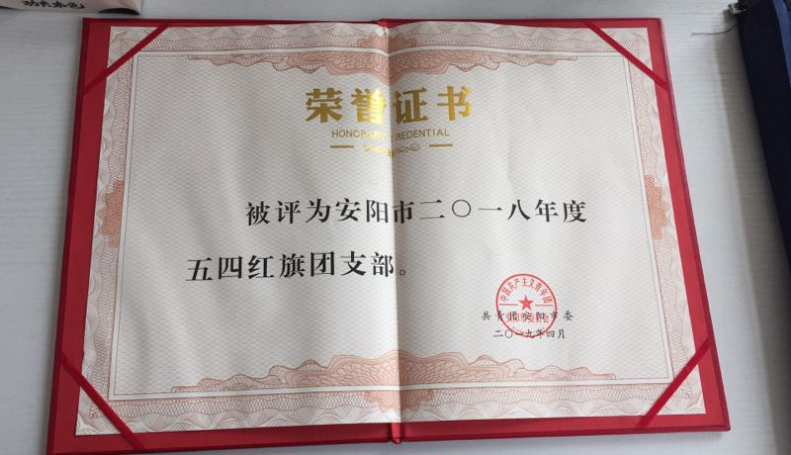 荣誉证书
HONORARY CREDENTIAL
被评为安阳市二〇一八年度
五四红旗团支部。
共青团安阳市委
二〇一九年四月